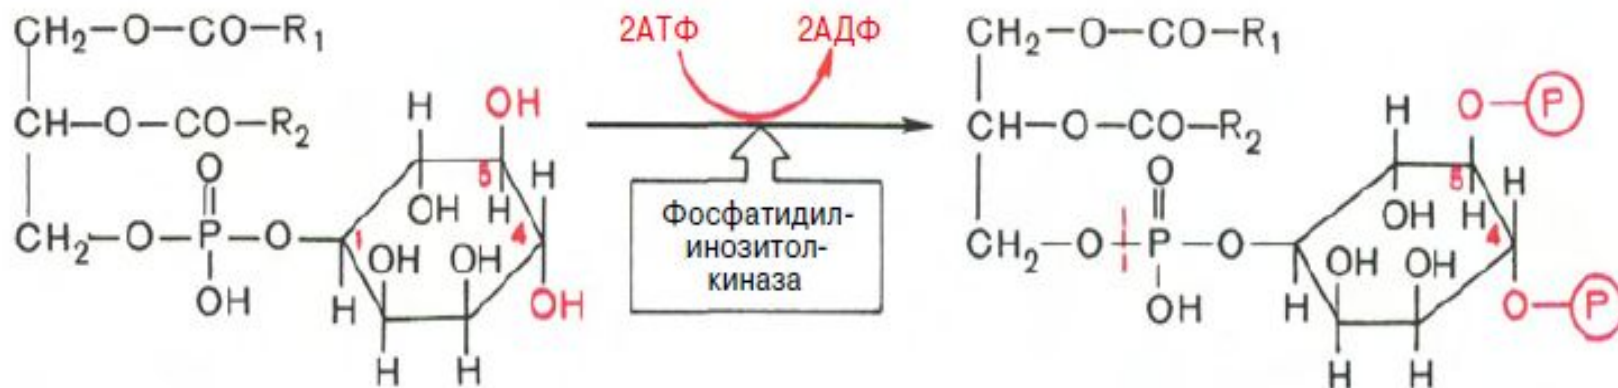 CH₂—O—CO—R₁
2АТФ 2АДФ
CH₂—O—CO—R₁
H OH
O—P
CH—O—CO—R₂
CH—O—CO—R₂
H
O
5 H
O
5 H
OH H
Фосфатидил-
OH H
CH₂—O—P—O
1 4
инозитол-
CH₂—O—P—O
4
OH OH
киназа
OH OH
OH H OH
OH H O—P
H H
H H